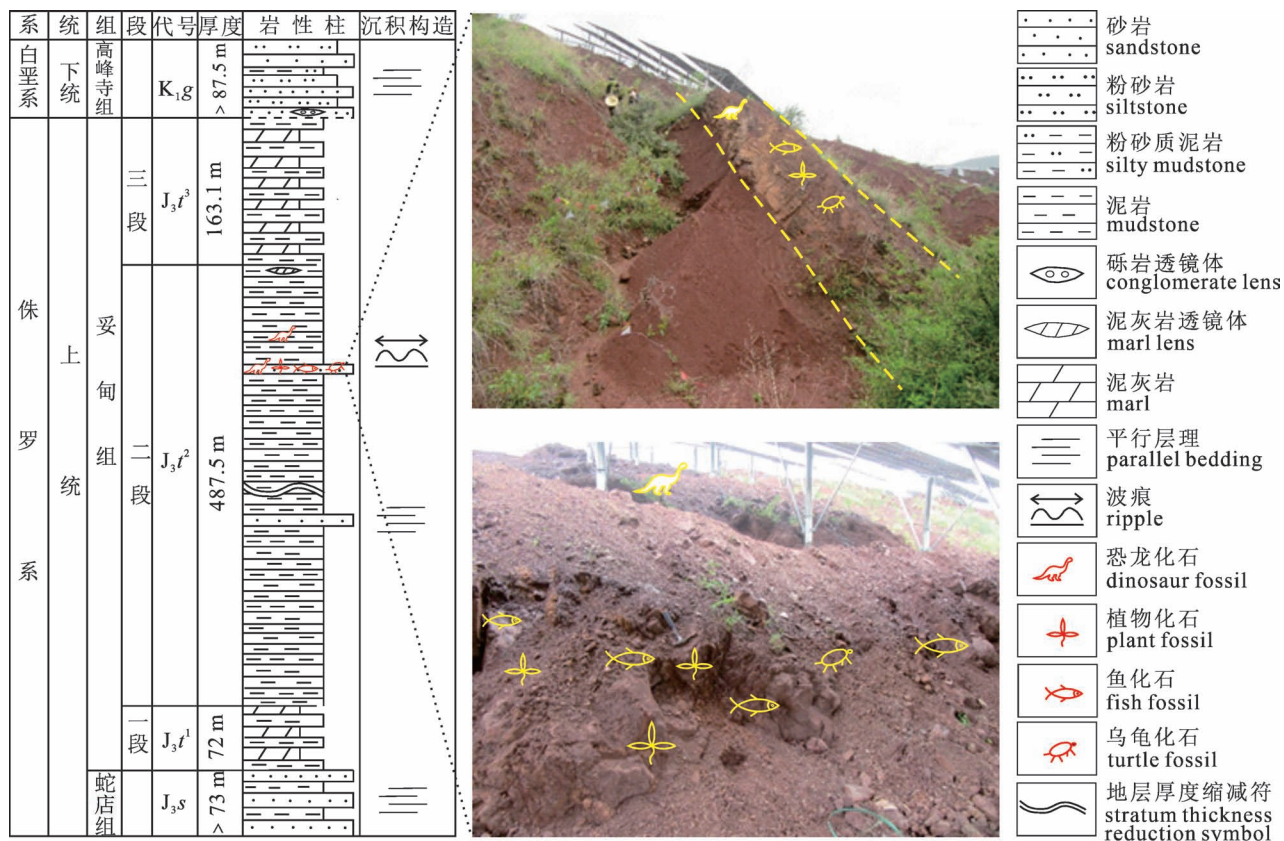 系 统 组 段 代号 厚度 岩性柱 沉积构造
白垩系
下统
高峰寺组
K₁g
> 87.5 m
侏罗系
上统
妥甸组
三段
J₃t³
163.1 m
二段
J₃t²
487.5 m
一段
J₃t¹
72 m
蛇店组
J₃s
> 73 m
砂岩
sandstone
粉砂岩
siltstone
粉砂质泥岩
silty mudstone
泥岩
mudstone
砾岩透镜体
conglomerate lens
泥灰岩透镜体
marl lens
泥灰岩
marl
平行层理
parallel bedding
波痕
ripple
恐龙化石
dinosaur fossil
植物化石
plant fossil
鱼化石
fish fossil
乌龟化石
turtle fossil
地层厚度缩减符
stratum thickness
reduction symbol